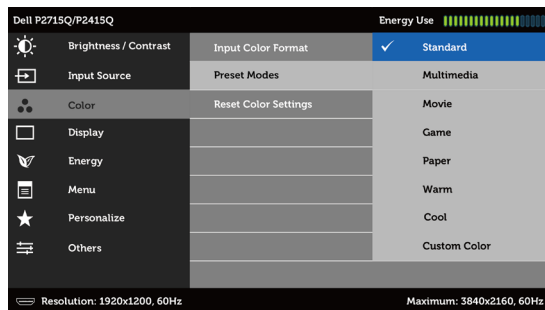 Dell P2715Q/P2415Q
Energy Use
Brightness / Contrast
Input Color Format
Standard
Input Source
Preset Modes
Multimedia
Color
Reset Color Settings
Movie
Display
Game
Energy
Paper
Menu
Warm
Personalize
Cool
Others
Custom Color
Resolution: 1920x1200, 60Hz
Maximum: 3840x2160, 60Hz